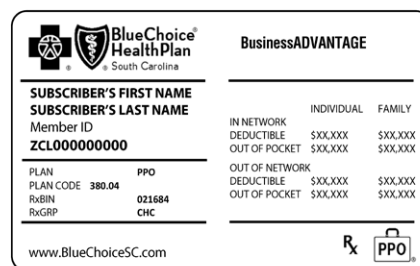 BlueChoice®
HealthPlan
South Carolina
BusinessADVANTAGE
SUBSCRIBER'S FIRST NAME
SUBSCRIBER'S LAST NAME
Member ID
ZCL000000000
PLAN PPO
PLAN CODE 380.04
RxBIN 021684
RxGRP CHC
www.BlueChoiceSC.com
INDIVIDUAL FAMILY
IN NETWORK
DEDUCTIBLE $XX,XXX $XX,XXX
OUT OF POCKET $XX,XXX $XX,XXX
OUT OF NETWORK
DEDUCTIBLE $XX,XXX $XX,XXX
OUT OF POCKET $XX,XXX $XX,XXX
Rx PPO®